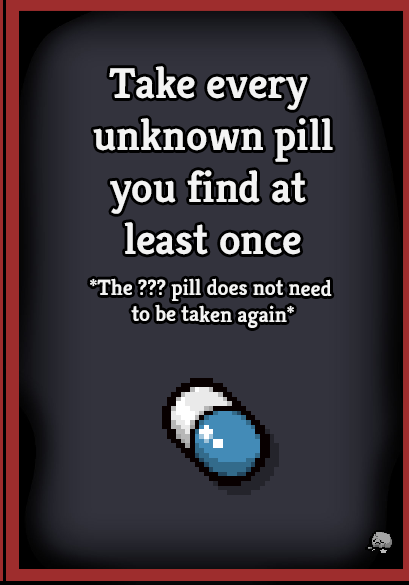 Take every
unknown pill
you find at
least once
*The ??? pill does not need
to be taken again*